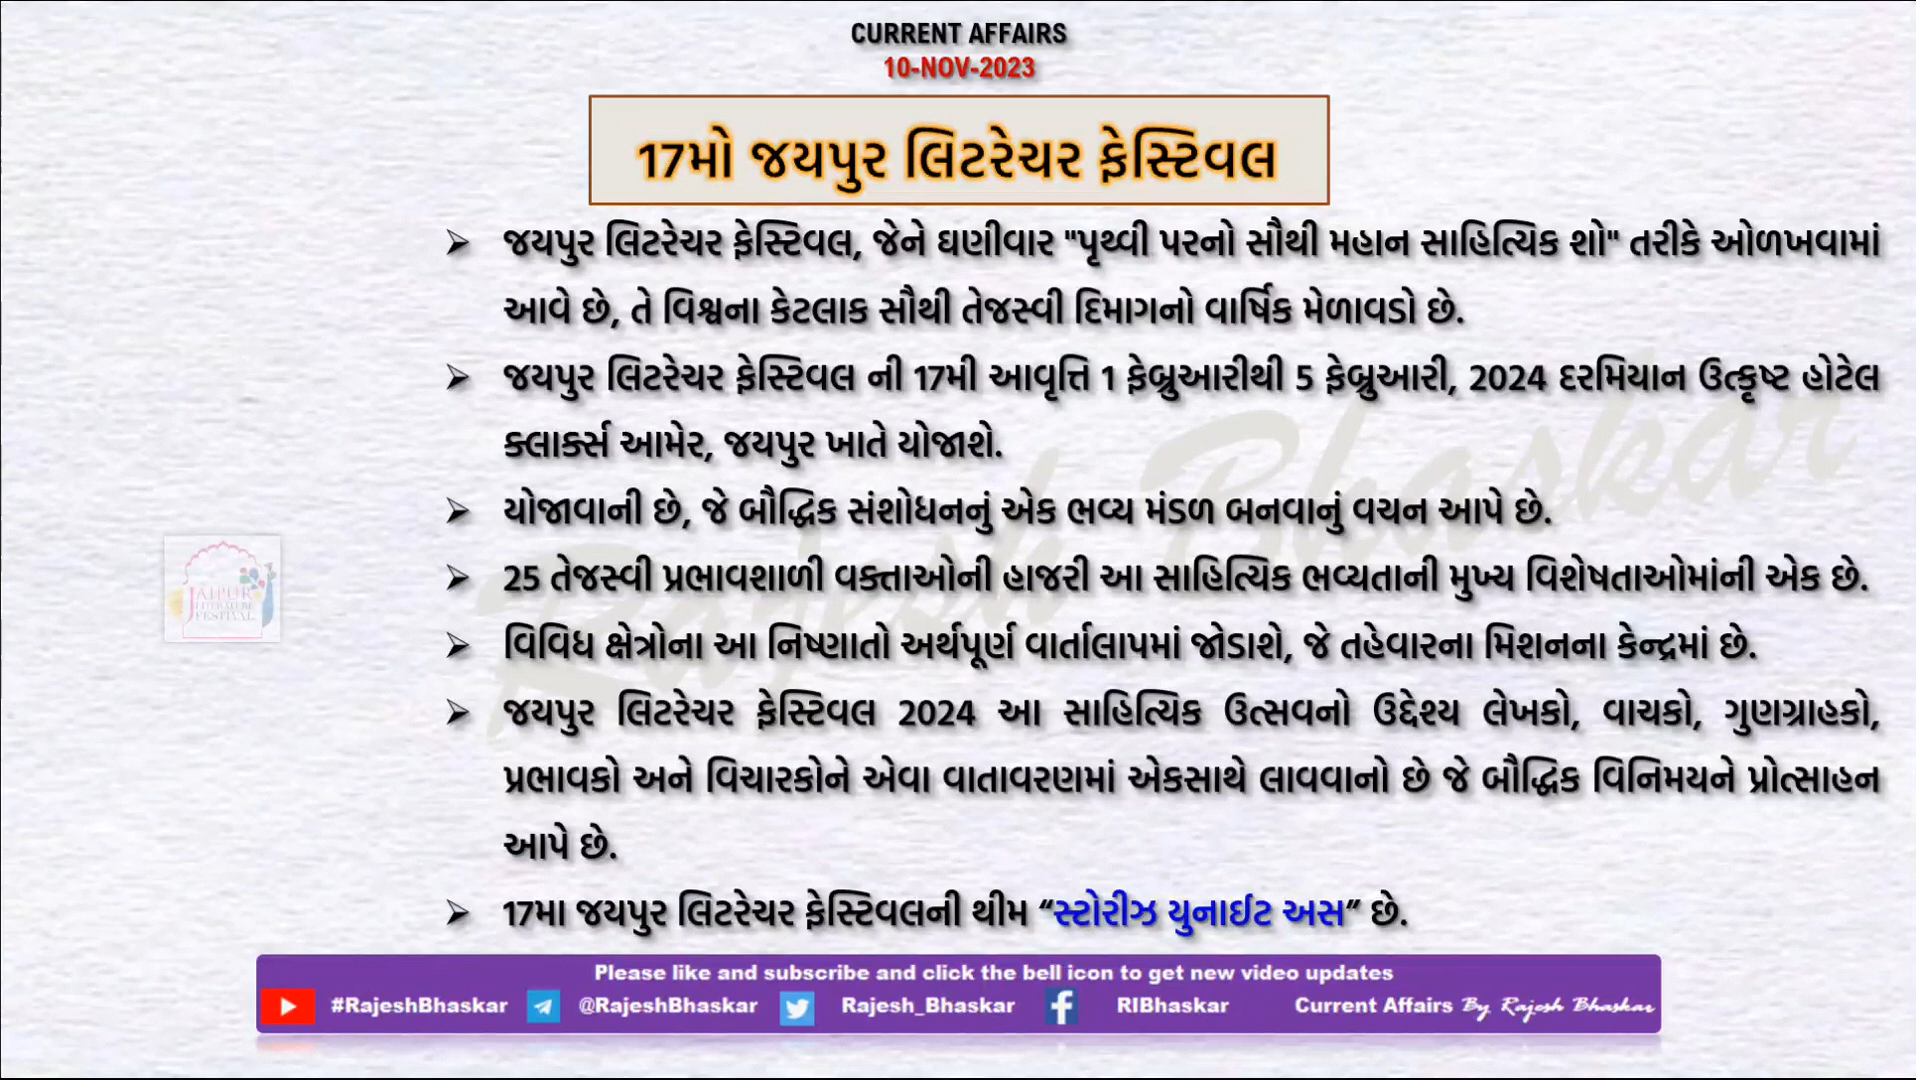 CURRENT AFFAIRS
10-NOV-2023
17મો જયપુર લિટરેચર ફેસ્ટિવલ
➢ જયપુર લિટરેચર ફેસ્ટિવલ, જેને ઘણીવાર "પૃથ્વી પરનો સૌથી મહાન સાહિત્યિક શો" તરીકે ઓળખવામાં
આવે છે, તે વિશ્વના કેટલાક સૌથી તેજસ્વી દિમાગનો વાર્ષિક મેળાવડો છે.
➢ જયપુર લિટરેચર ફેસ્ટિવલ ની 17મી આવૃત્તિ 1 ફેબ્રુઆરીથી 5 ફેબ્રુઆરી, 2024 દરમિયાન ઉત્કૃષ્ટ હોટેલ
ક્લાર્ક્સ આમેર, જયપુર ખાતે યોજાશે.
➢ યોજાવાની છે, જે બૌદ્ધિક સંશોધનનું એક ભવ્ય મંડળ બનવાનું વચન આપે છે.
➢ 25 તેજસ્વી પ્રભાવશાળી વક્તાઓની હાજરી આ સાહિત્યિક ભવ્યતાની મુખ્ય વિશેષતાઓમાંની એક છે.
➢ વિવિધ ક્ષેત્રોના આ નિષ્ણાતો અર્થપૂર્ણ વાર્તાલાપમાં જોડાશે, જે તહેવારના મિશનના કેન્દ્રમાં છે.
➢ જયપુર લિટરેચર ફેસ્ટિવલ 2024 આ સાહિત્યિક ઉત્સવનો ઉદ્દેશ્ય લેખકો, વાચકો, ગુણગ્રાહકો,
પ્રભાવકો અને વિચારકોને એવા વાતાવરણમાં એકસાથે લાવવાનો છે જે બૌદ્ધિક વિનિમયને પ્રોત્સાહન
આપે છે.
➢ 17મા જયપુર લિટરેચર ફેસ્ટિવલની થીમ “સ્ટોરીઝ યુનાઈટ અસ” છે.
JAIPUR
LITERATURE
FESTIVAL
Rajesh Bhaskar
Please like and subscribe and click the bell icon to get new video updates
#RajeshBhaskar @RajeshBhaskar Rajesh_Bhaskar RIBhaskar Current Affairs By Rajesh Bhaskar